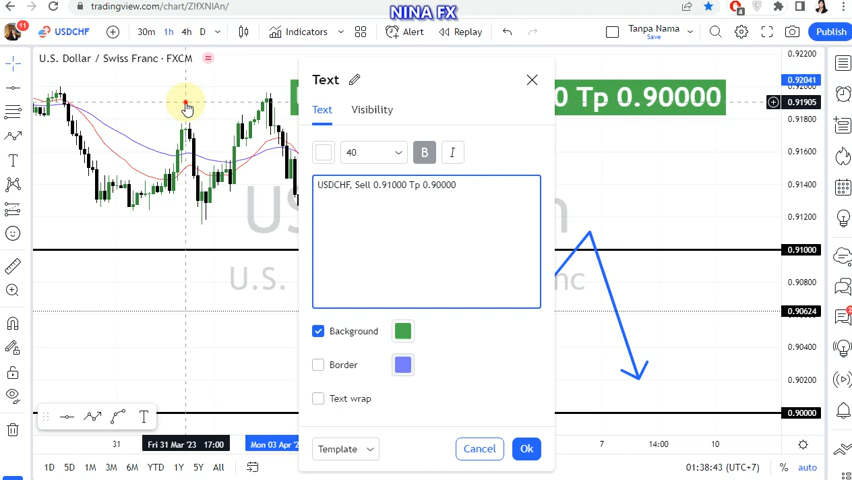 tradingview.com/chart/ZIfXNIAn/
NINA FX
11
USDCHF
30m
1h
4h
D
Indicators
Alert
Replay
Tanpa Nama
Save
Publish
U.S. Dollar / Swiss Franc · FXCM
0 Tp 0.90000
0.92200
0.92041
0.92000
0.91905
0.91800
0.91600
0.91400
0.91200
0.91000
0.90800
0.90624
0.90400
0.90200
0.90000
Text
Text
Visibility
40
B
I
USDCHF, Sell 0.91000 Tp 0.90000
Background
Border
Text wrap
Template
Cancel
Ok
31
Fri 31 Mar '23 17:00
Mon 03 Apr '
7
14:00
10
1D
5D
1M
3M
6M
YTD
1Y
5Y
All
01:38:43 (UTC+7)
%
auto